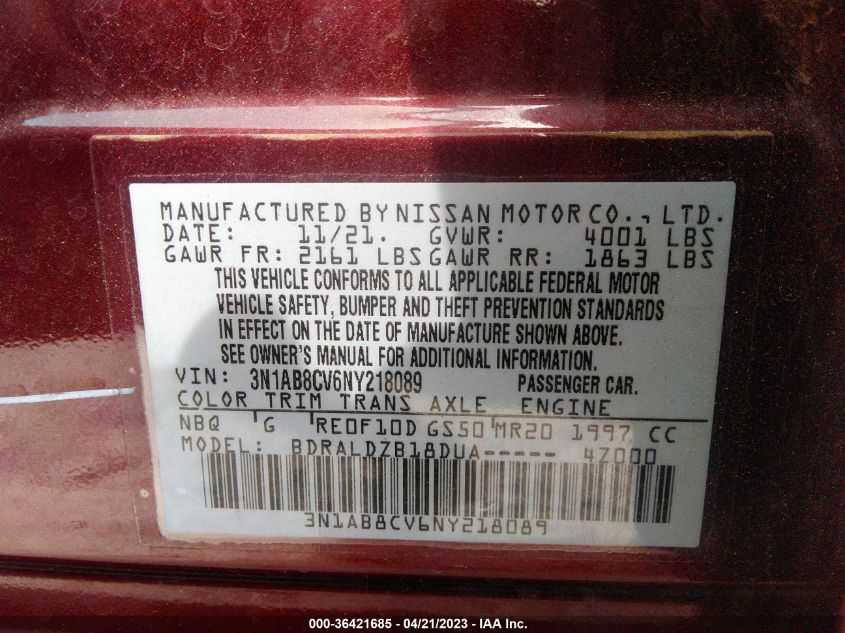 MANUFACTURED BY NISSAN MOTOR CO., LTD.
DATE: 11/21. GVWR: 4001 LBS
GAWR FR: 2161 LBS GAWR RR: 1863 LBS
THIS VEHICLE CONFORMS TO ALL APPLICABLE FEDERAL MOTOR
VEHICLE SAFETY, BUMPER AND THEFT PREVENTION STANDARDS
IN EFFECT ON THE DATE OF MANUFACTURE SHOWN ABOVE.
SEE OWNER'S MANUAL FOR ADDITIONAL INFORMATION.
VIN: 3N1AB8CV6NY218089 PASSENGER CAR.
COLOR TRIM TRANS AXLE ENGINE
NBQ G RE0F10D GS50 MR20 1997 CC
MODEL: BDRALDZB18DUA----- 4Z000
3N1AB8CV6NY218089
000-36421685 - 04/21/2023 - IAA Inc.